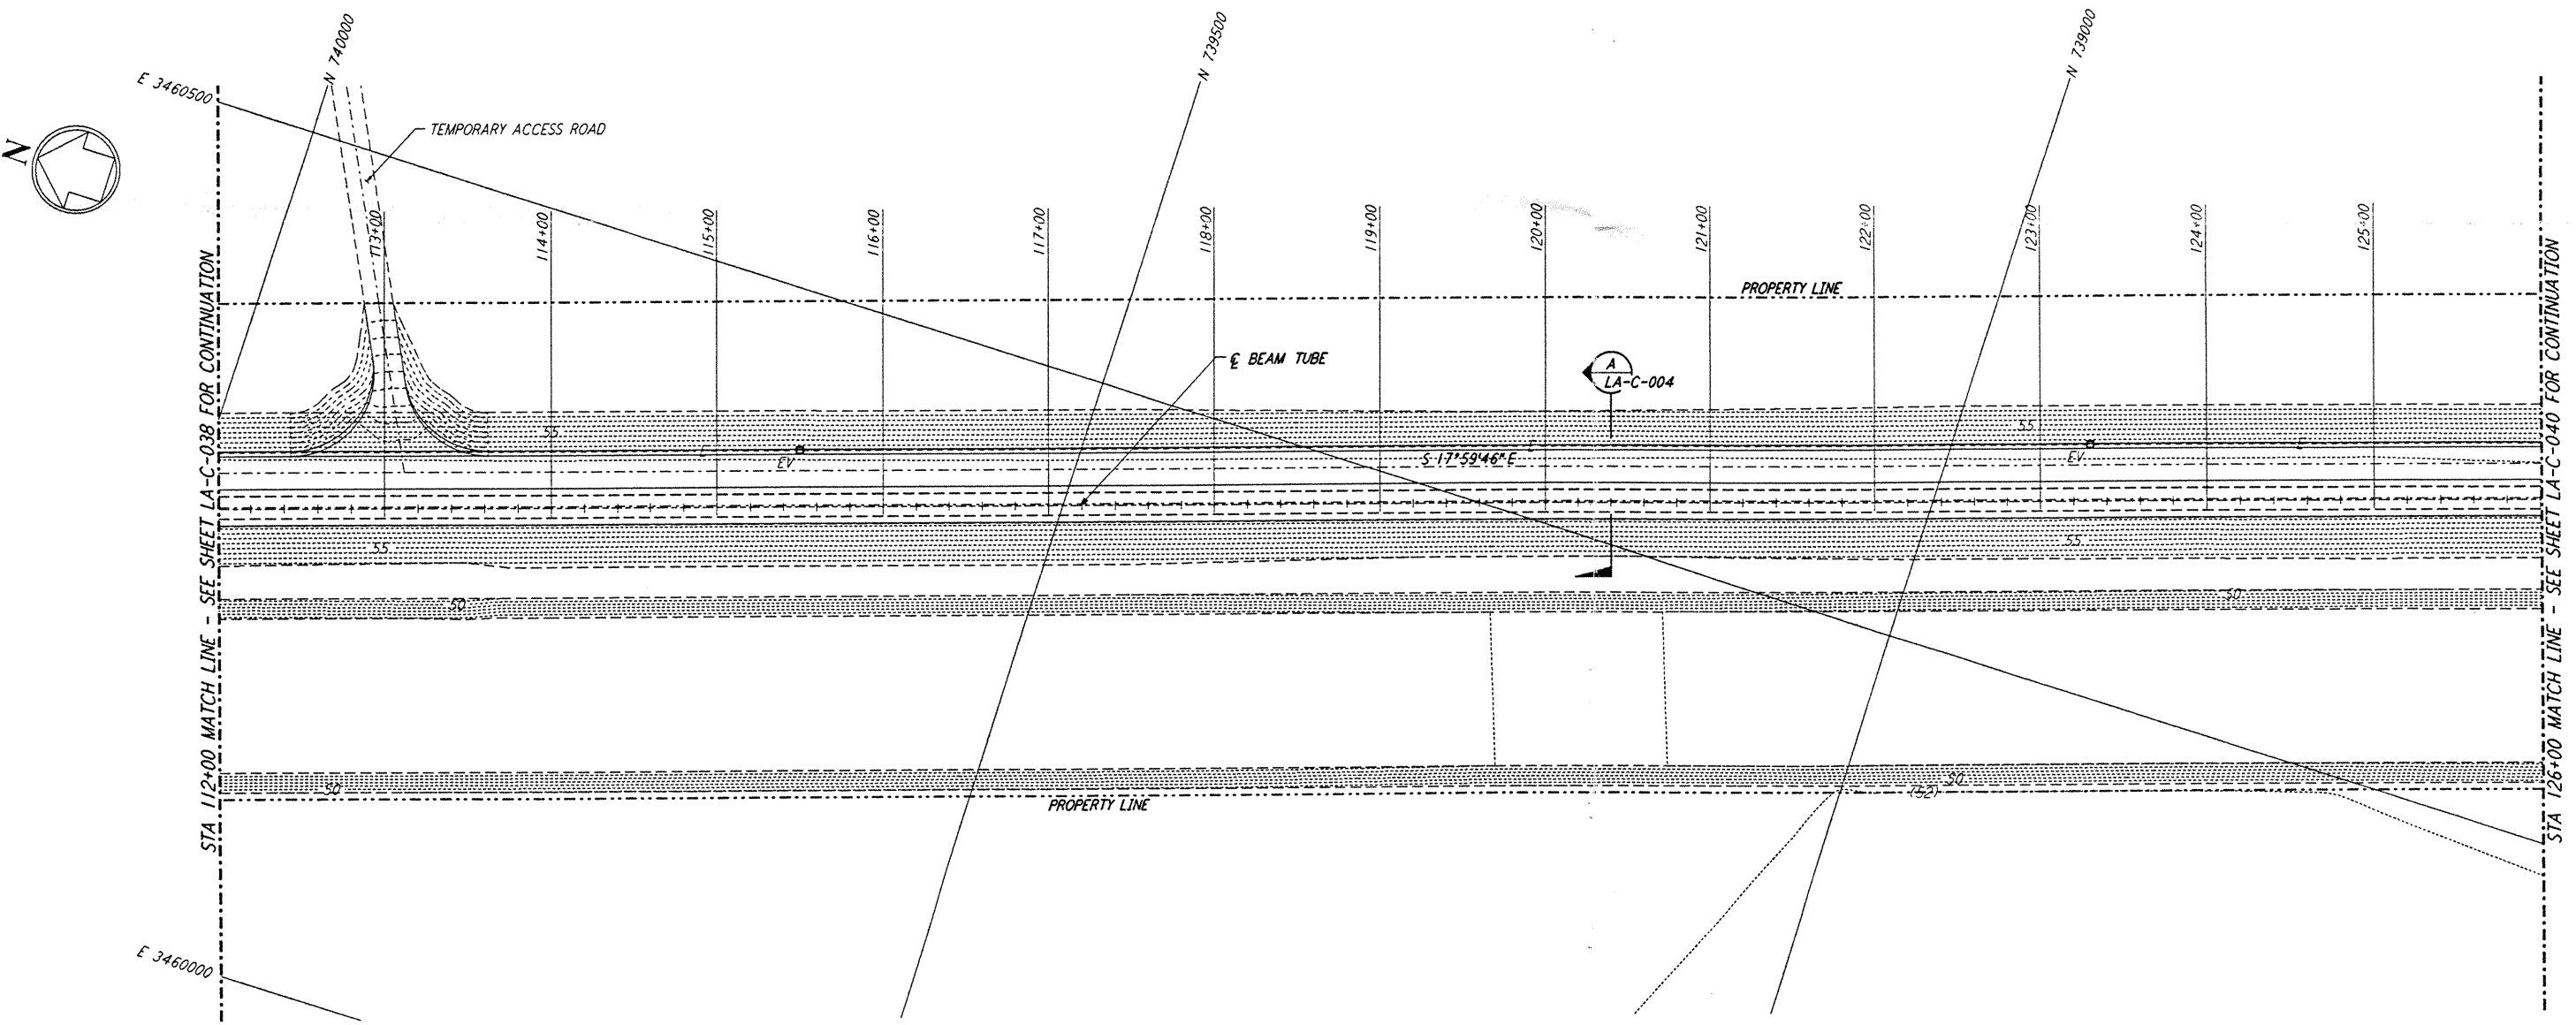 N 740000
N 739500
N 739000
E 3460500
N
TEMPORARY ACCESS ROAD
113+00
114+00
115+00
116+00
117+00
118+00
119+00
120+00
121+00
122+00
123+00
124+00
125+00
PROPERTY LINE
℄ BEAM TUBE
A
LA-C-004
55
55
E
EV
E
S 17°59'46" E
EV
E
55
55
50
50
50
PROPERTY LINE
50
(52)
E 3460000
STA 112+00 MATCH LINE - SEE SHEET LA-C-038 FOR CONTINUATION
STA 126+00 MATCH LINE - SEE SHEET LA-C-040 FOR CONTINUATION